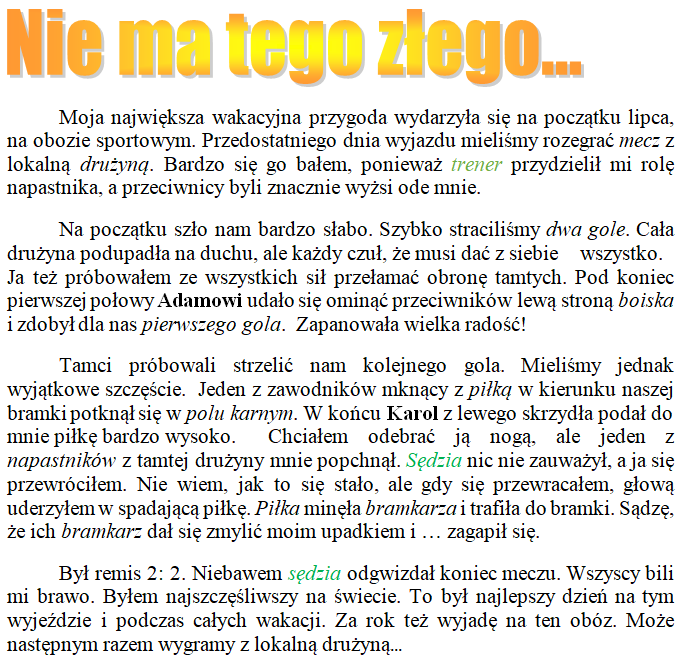 Nie ma tego złego...
Moja największa wakacyjna przygoda wydarzyła się na początku lipca,
na obozie sportowym. Przedostatniego dnia wyjazdu mieliśmy rozegrać mecz z
lokalną drużyną. Bardzo się go bałem, ponieważ trener przydzielił mi rolę
napastnika, a przeciwnicy byli znacznie wyżsi ode mnie.
Na początku szło nam bardzo słabo. Szybko straciliśmy dwa gole. Cała
drużyna podupadła na duchu, ale każdy czuł, że musi dać z siebie wszystko.
Ja też próbowałem ze wszystkich sił przełamać obronę tamtych. Pod koniec
pierwszej połowy Adamowi udało się ominąć przeciwników lewą stroną boiska
i zdobył dla nas pierwszego gola. Zapanowała wielka radość!
Tamci próbowali strzelić nam kolejnego gola. Mieliśmy jednak
wyjątkowe szczęście. Jeden z zawodników mknący z piłką w kierunku naszej
bramki potknął się w polu karnym. W końcu Karol z lewego skrzydła podał do
mnie piłkę bardzo wysoko. Chciałem odebrać ją nogą, ale jeden z
napastników z tamtej drużyny mnie popchnął. Sędzia nic nie zauważył, a ja się
przewróciłem. Nie wiem, jak to się stało, ale gdy się przewracałem, głową
uderzyłem w spadającą piłkę. Piłka minęła bramkarza i trafiła do bramki. Sądzę,
że ich bramkarz dał się zmylić moim upadkiem i … zagapił się.
Był remis 2: 2. Niebawem sędzia odgwizdał koniec meczu. Wszyscy bili
mi brawo. Byłem najszczęśliwszy na świecie. To był najlepszy dzień na tym
wyjeździe i podczas całych wakacji. Za rok też wyjadę na ten obóz. Może
następnym razem wygramy z lokalną drużyną...